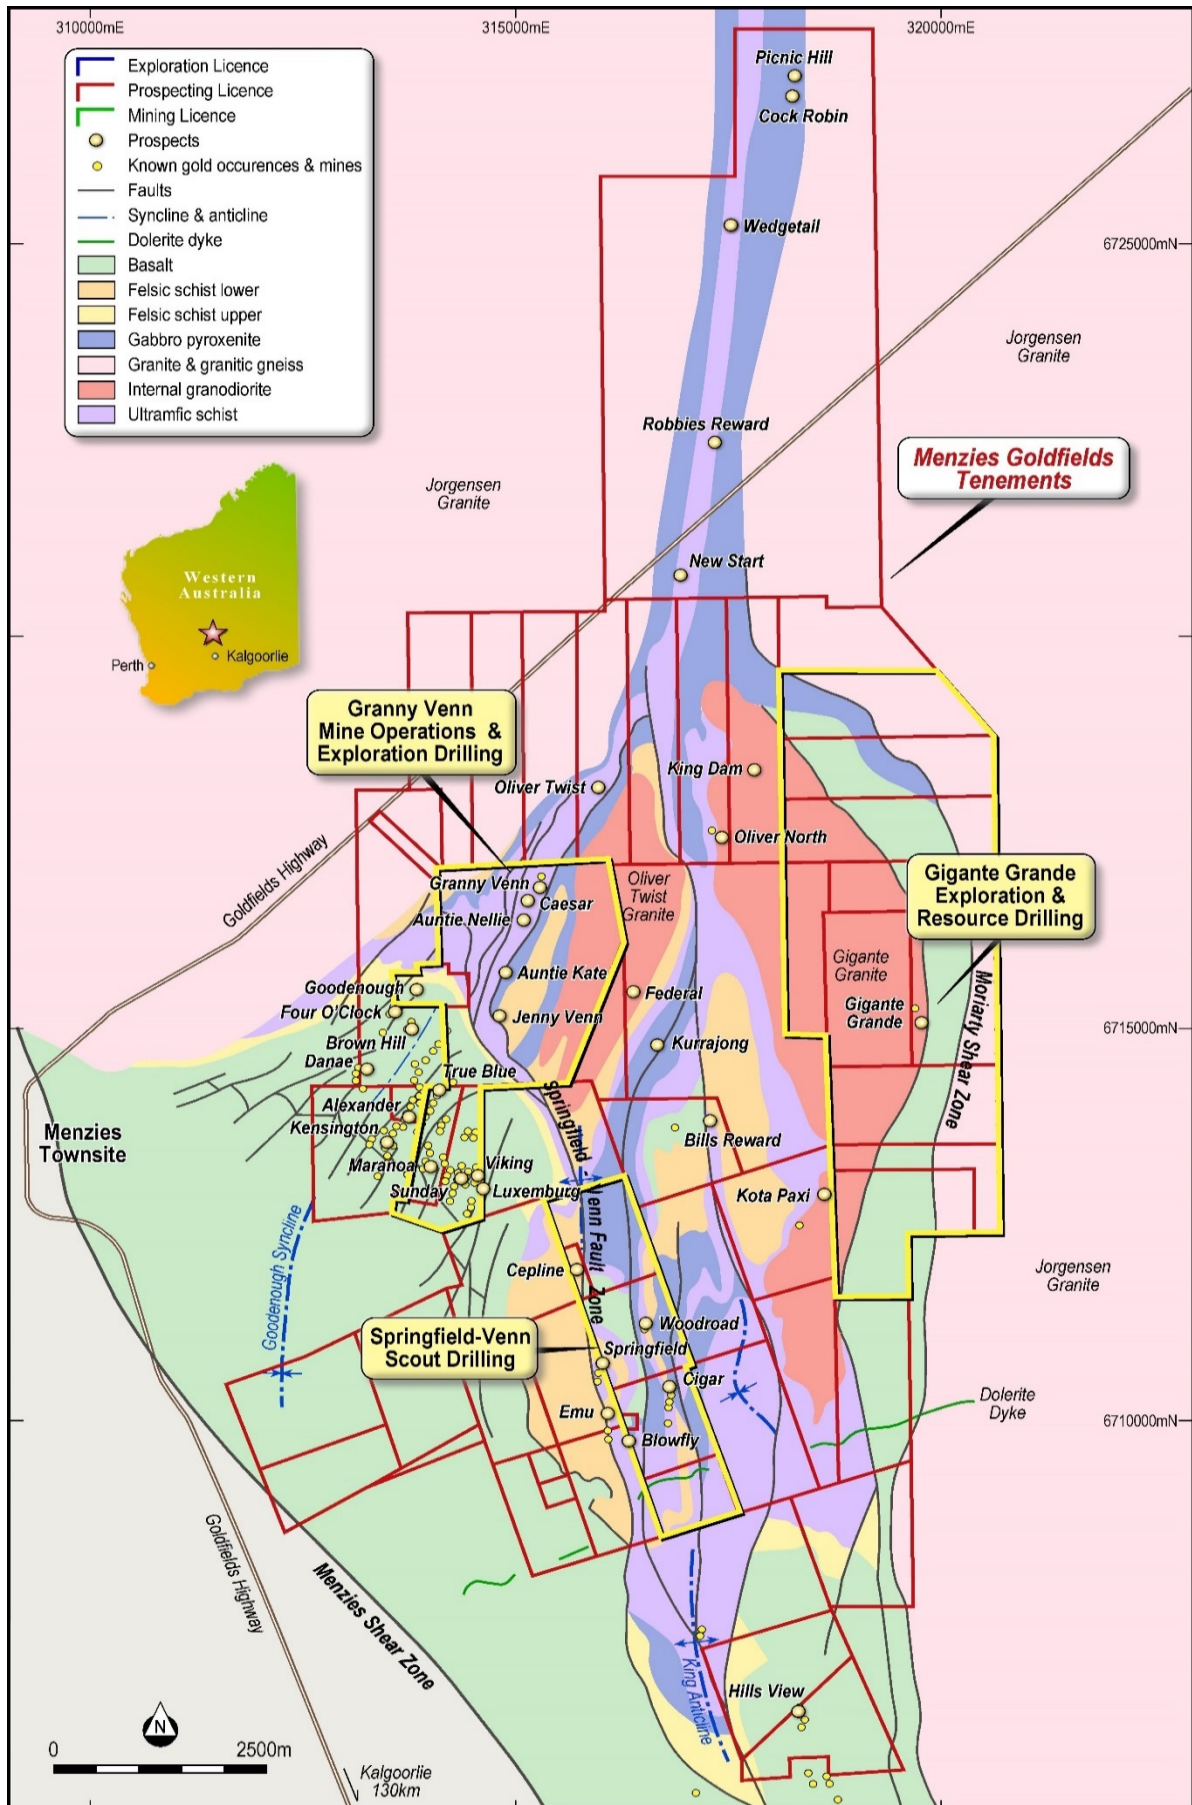 310000mE
315000mE
320000mE
Exploration Licence
Prospecting Licence
Mining Licence
Prospects
Known gold occurences & mines
Faults
Syncline & anticline
Dolerite dyke
Basalt
Felsic schist lower
Felsic schist upper
Gabbro pyroxenite
Granite & granitic gneiss
Internal granodiorite
Ultramfic schist
Picnic Hill
Cock Robin
Wedgetail
6725000mN
Jorgensen
Granite
Robbies Reward
Menzies Goldfields
Tenements
Jorgensen
Granite
New Start
Western
Australia
Perth
Kalgoorlie
Granny Venn
Mine Operations &
Exploration Drilling
King Dam
Oliver Twist
Oliver North
Goldfields Highway
Granny Venn
Caesar
Auntie Nellie
Oliver
Twist
Granite
Gigante Grande
Exploration &
Resource Drilling
Auntie Kate
Goodenough
Federal
Gigante
Granite
Four O'Clock
Jenny Venn
Gigante
Grande
6715000mN
Brown Hill
Kurrajong
Moriarty Shear Zone
Danae
True Blue
Alexander
Kensington
Bills Reward
Menzies
Townsite
Springfield - Venn Fault Zone
Maranoa
Viking
Sunday
Luxemburg
Kota Paxi
Goodenough Syncline
Cepline
Jorgensen
Granite
Woodroad
Springfield-Venn
Scout Drilling
Springfield
Cigar
Emu
Blowfly
Dolerite
Dyke
6710000mN
Goldfields Highway
Menzies Shear Zone
King Anticline
Hills View
N
0
2500m
Kalgoorlie
130km